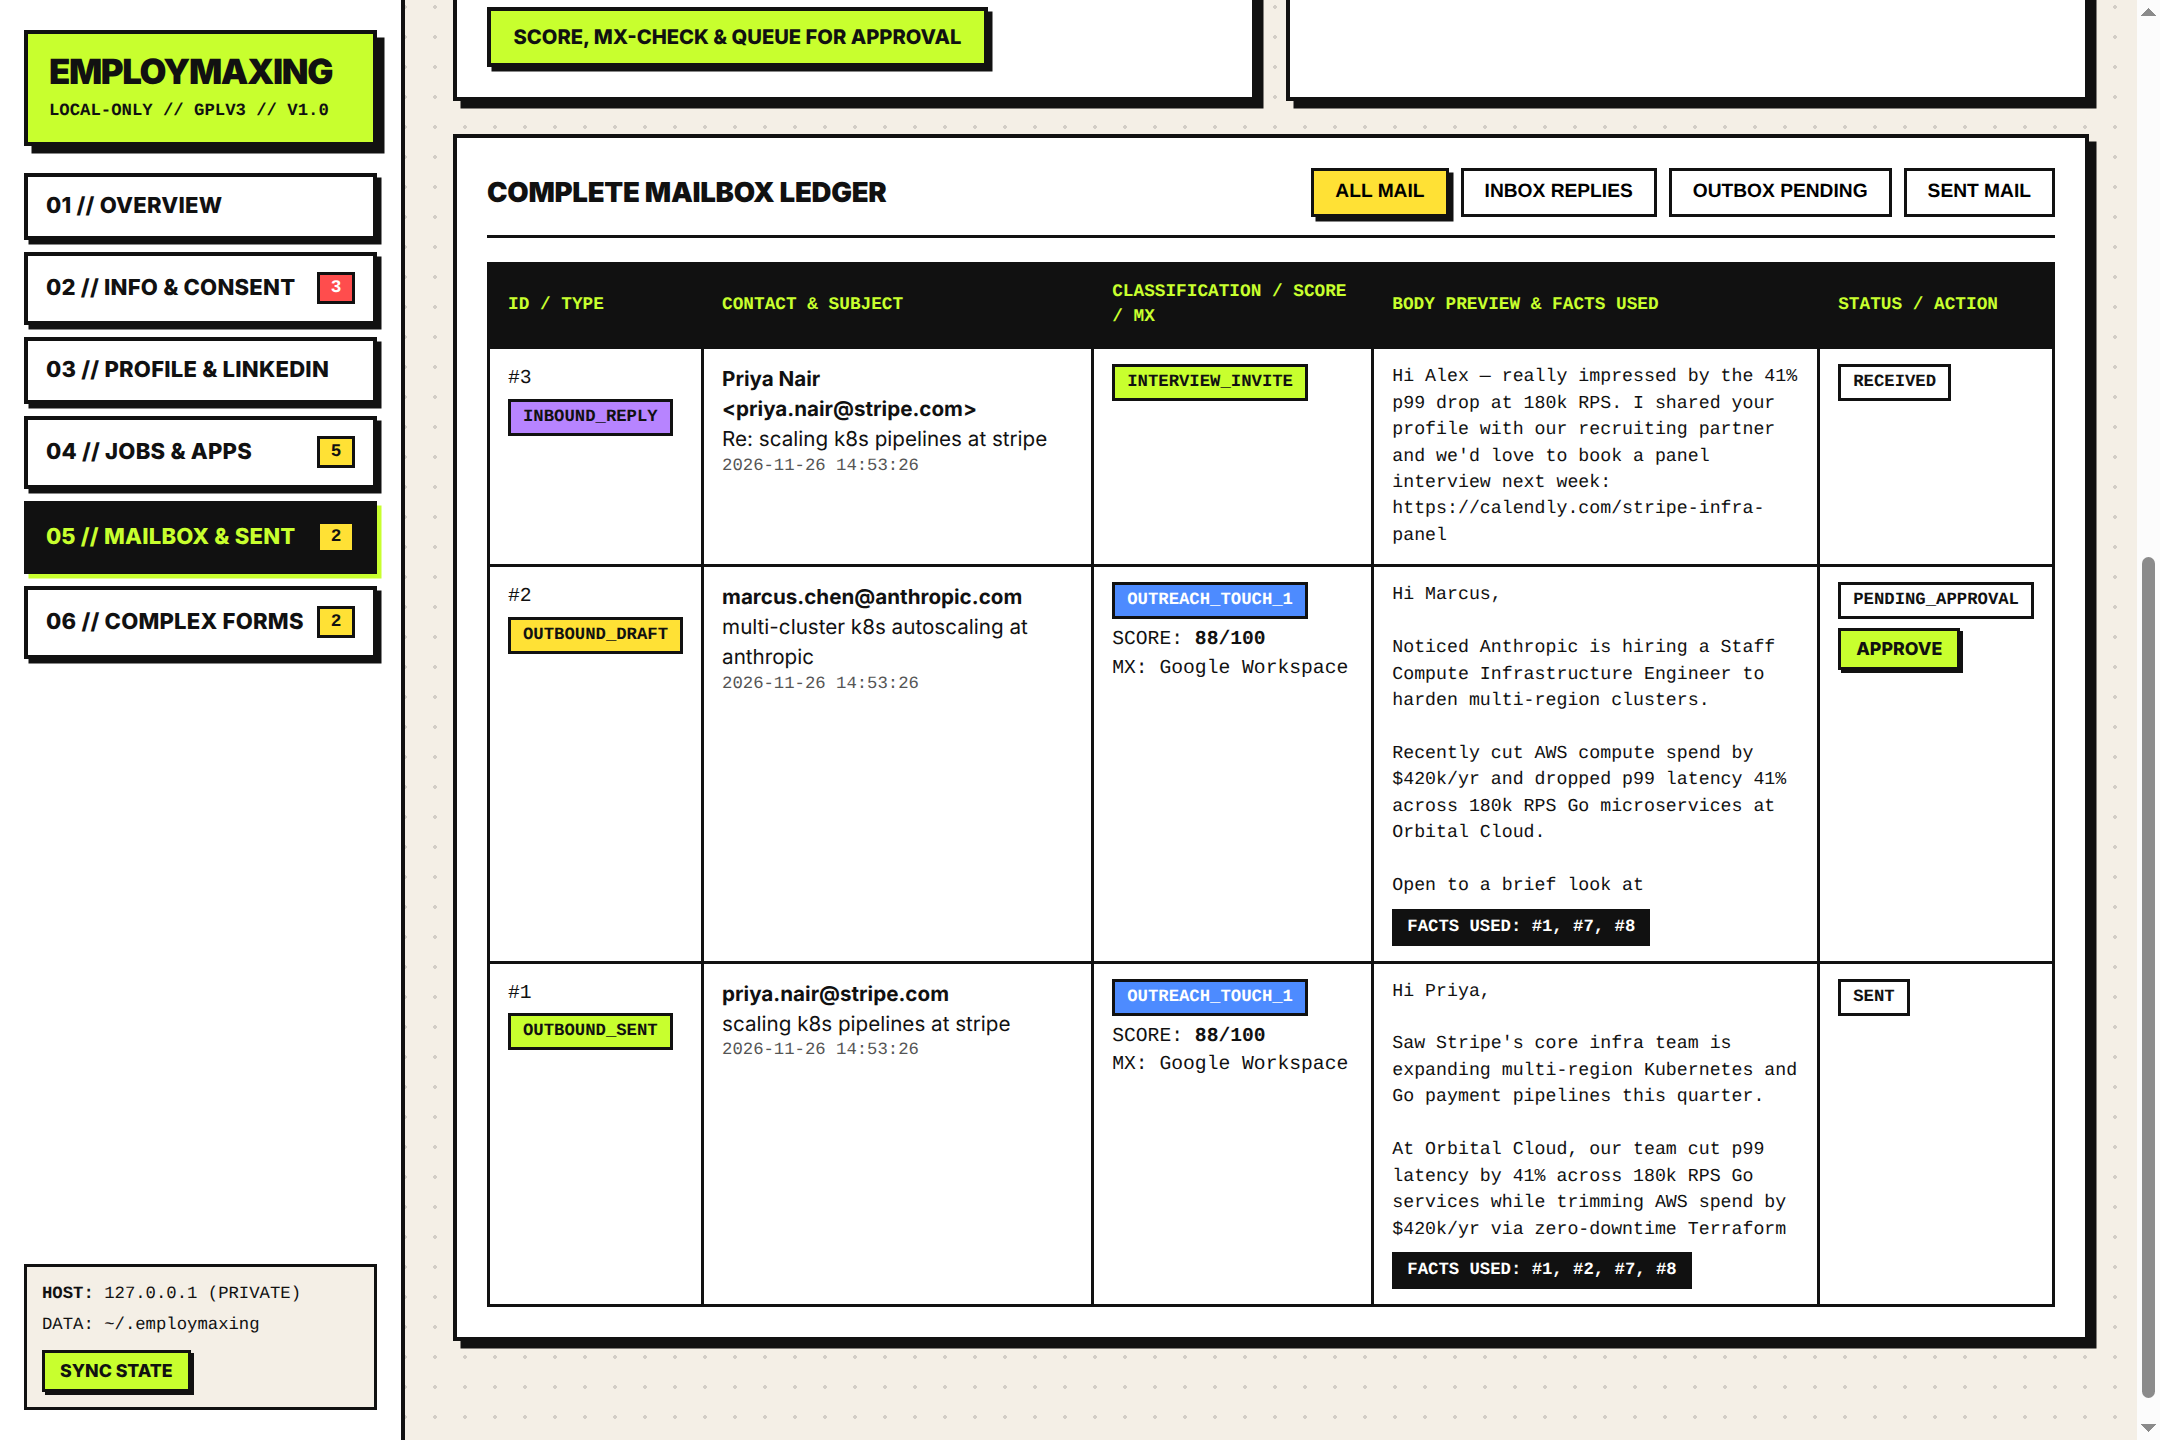 EMPLOYMAXING
LOCAL-ONLY // GPLV3 // V1.0
01 // OVERVIEW
02 // INFO & CONSENT 3
03 // PROFILE & LINKEDIN
04 // JOBS & APPS 5
05 // MAILBOX & SENT 2
06 // COMPLEX FORMS 2
HOST: 127.0.0.1 (PRIVATE)
DATA: ~/.employmaxing
SYNC STATE
SCORE, MX-CHECK & QUEUE FOR APPROVAL
COMPLETE MAILBOX LEDGER
ALL MAIL
INBOX REPLIES
OUTBOX PENDING
SENT MAIL
ID / TYPE
CONTACT & SUBJECT
CLASSIFICATION / SCORE
/ MX
BODY PREVIEW & FACTS USED
STATUS / ACTION
#3
INBOUND_REPLY
Priya Nair
<priya.nair@stripe.com>
Re: scaling k8s pipelines at stripe
2026-11-26 14:53:26
INTERVIEW_INVITE
Hi Alex — really impressed by the 41%
p99 drop at 180k RPS. I shared your
profile with our recruiting partner
and we'd love to book a panel
interview next week:
https://calendly.com/stripe-infra-
panel
RECEIVED
#2
OUTBOUND_DRAFT
marcus.chen@anthropic.com
multi-cluster k8s autoscaling at
anthropic
2026-11-26 14:53:26
OUTREACH_TOUCH_1
SCORE: 88/100
MX: Google Workspace
Hi Marcus,
Noticed Anthropic is hiring a Staff
Compute Infrastructure Engineer to
harden multi-region clusters.
Recently cut AWS compute spend by
$420k/yr and dropped p99 latency 41%
across 180k RPS Go microservices at
Orbital Cloud.
Open to a brief look at
FACTS USED: #1, #7, #8
PENDING_APPROVAL
APPROVE
#1
OUTBOUND_SENT
priya.nair@stripe.com
scaling k8s pipelines at stripe
2026-11-26 14:53:26
OUTREACH_TOUCH_1
SCORE: 88/100
MX: Google Workspace
Hi Priya,
Saw Stripe's core infra team is
expanding multi-region Kubernetes and
Go payment pipelines this quarter.
At Orbital Cloud, our team cut p99
latency by 41% across 180k RPS Go
services while trimming AWS spend by
$420k/yr via zero-downtime Terraform
FACTS USED: #1, #2, #7, #8
SENT